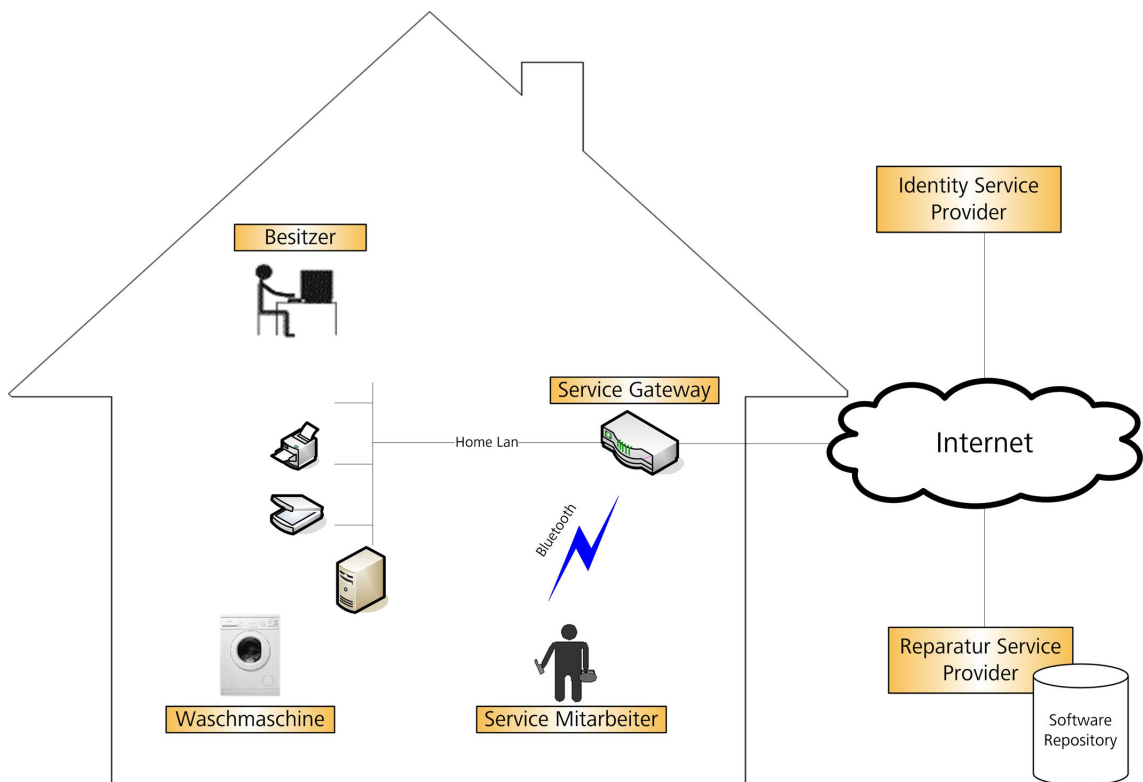 Identity Service
Provider
Besitzer
Service Gateway
Home Lan
Internet
Bluetooth
Reparatur Service
Provider
Waschmaschine
Service Mitarbeiter
Software
Repository